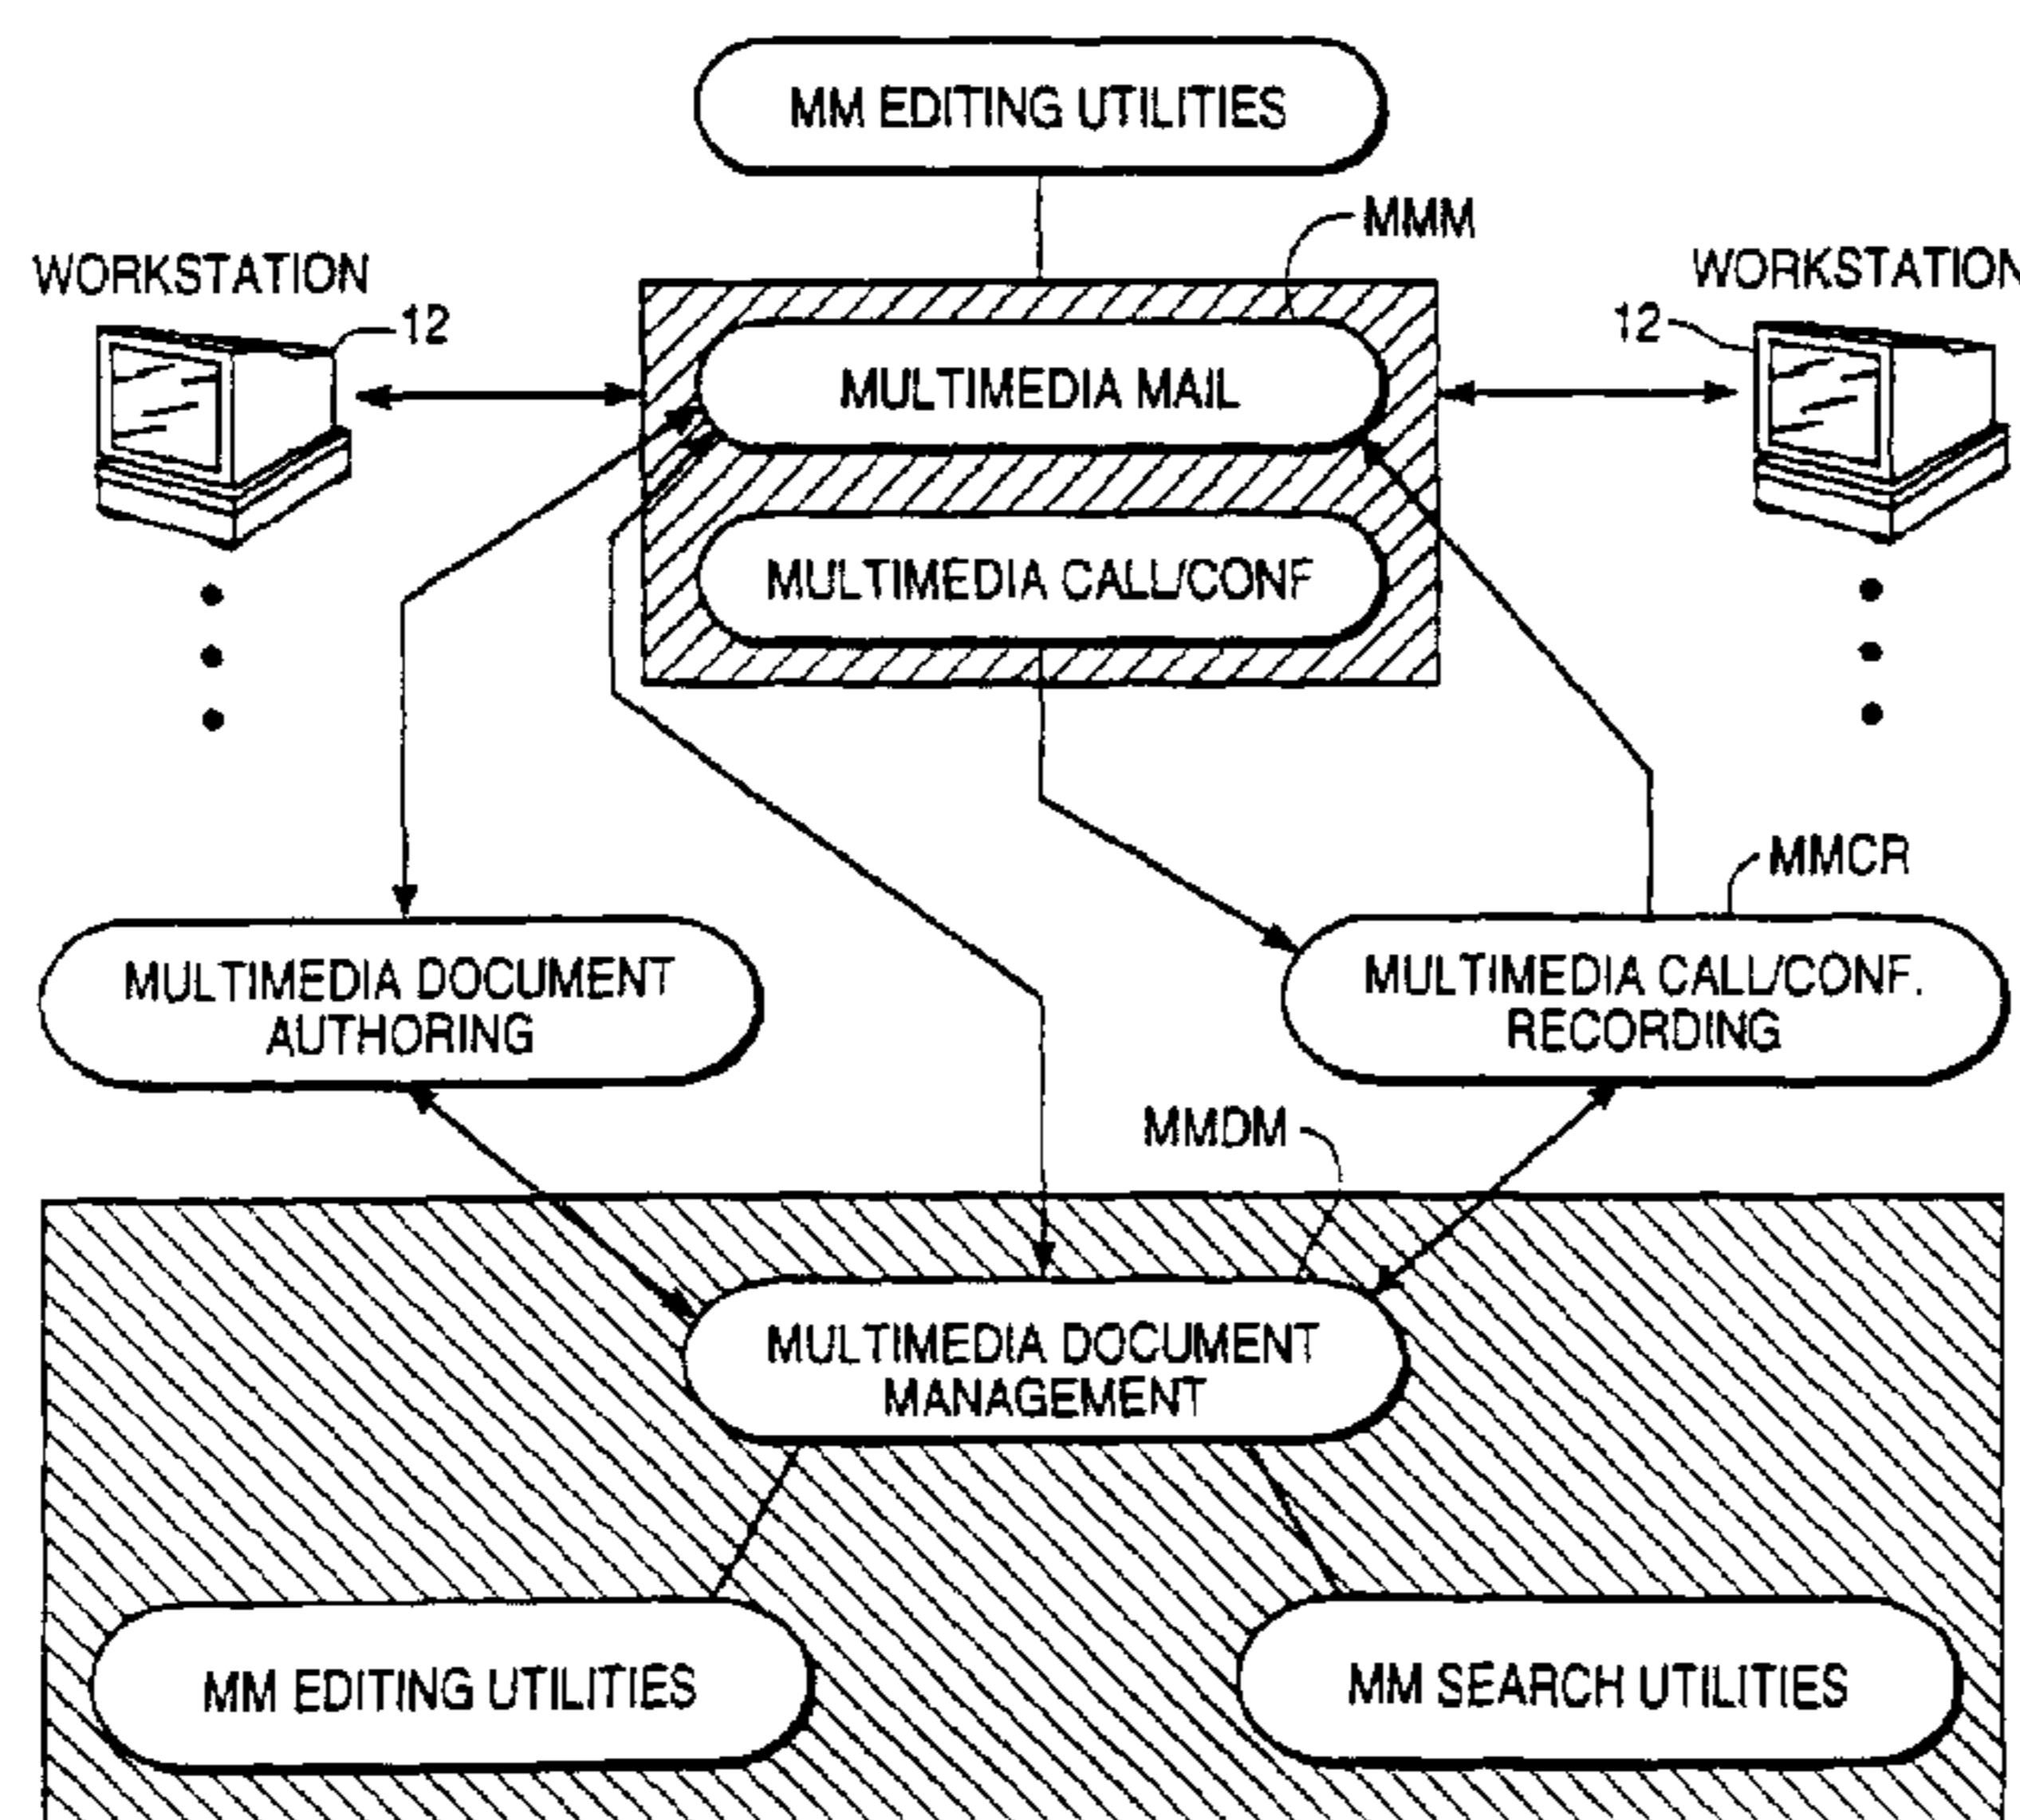 MM EDITING UTILITIES
MMM
WORKSTATION
WORKSTATION
12
12
MULTIMEDIA MAIL
MULTIMEDIA CALL/CONF
MMCR
MULTIMEDIA DOCUMENT
AUTHORING
MULTIMEDIA CALL/CONF.
RECORDING
MMDM
MULTIMEDIA DOCUMENT
MANAGEMENT
MM EDITING UTILITIES
MM SEARCH UTILITIES